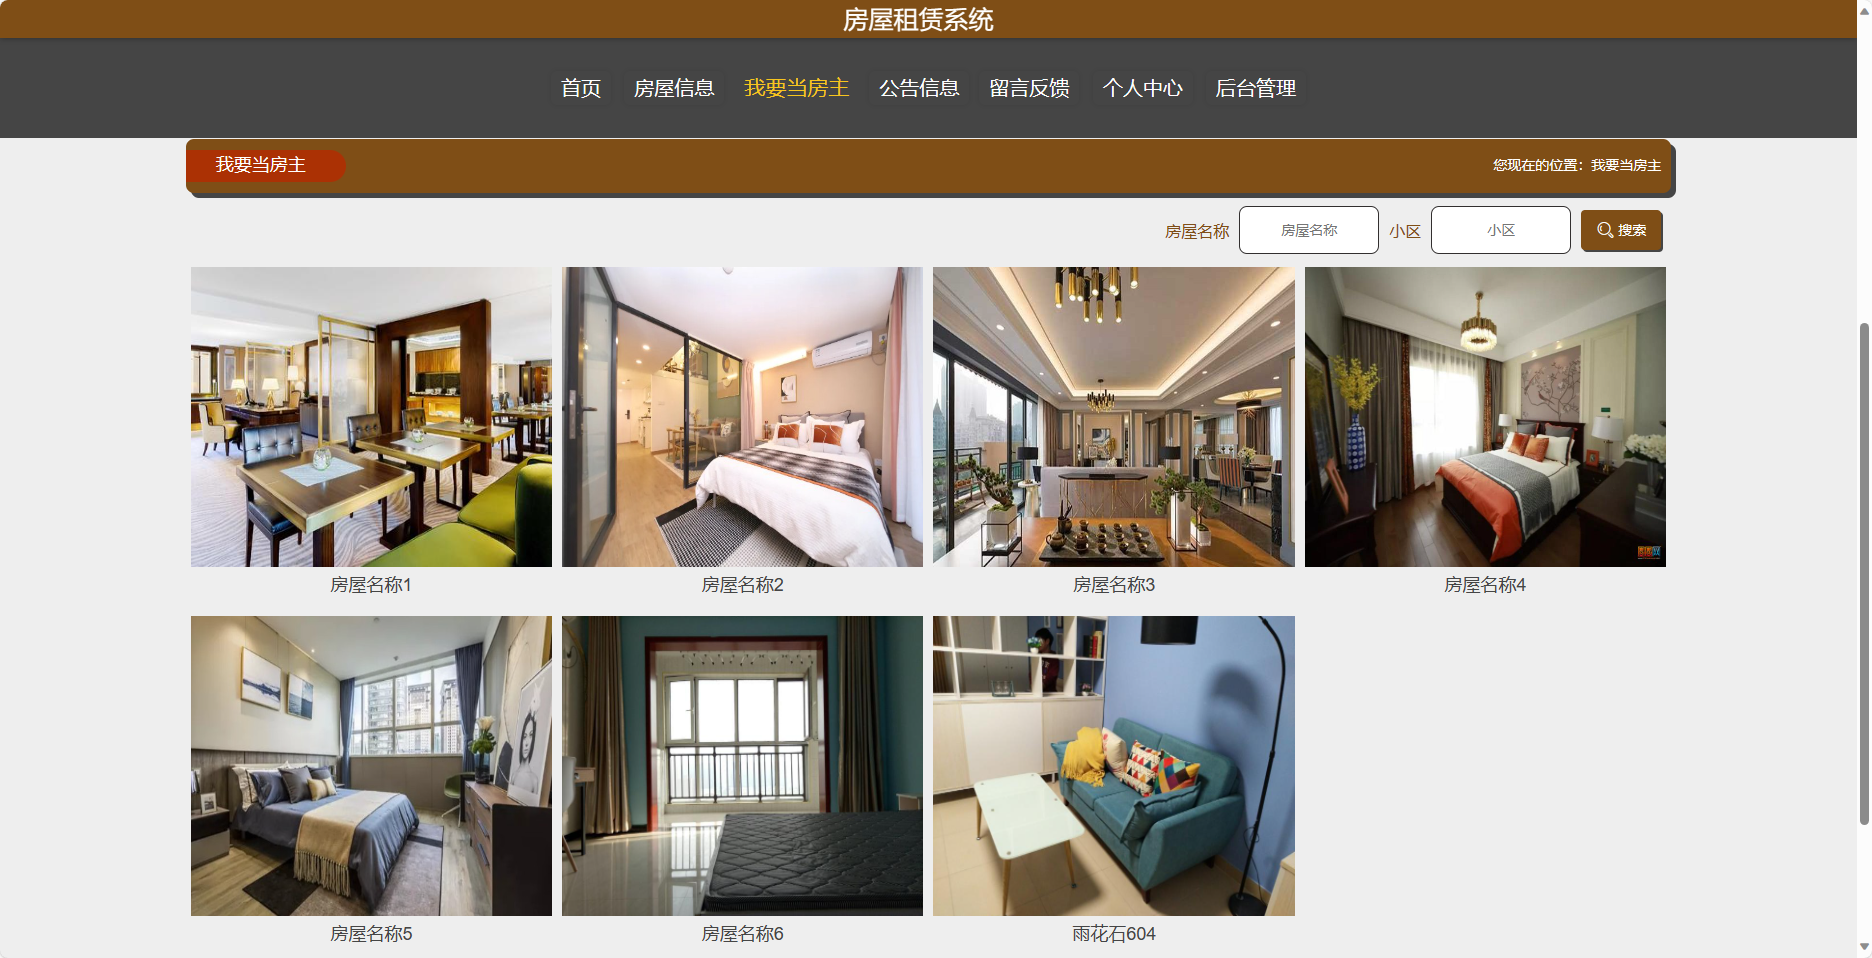 房屋租赁系统
首页 房屋信息 我要当房主 公告信息 留言反馈 个人中心 后台管理
我要当房主 您现在的位置：我要当房主
房屋名称 房屋名称 小区 小区 搜索
房屋名称1 房屋名称2 房屋名称3 房屋名称4
房屋名称5 房屋名称6 雨花石604